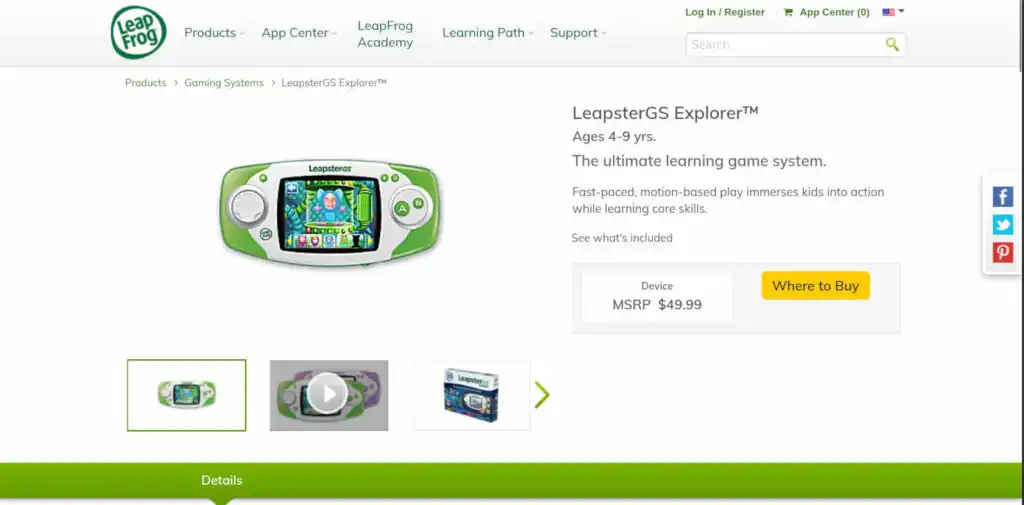 Leap
Frog
Products
App Center
LeapFrog
Academy
Learning Path
Support
Log In / Register
App Center (0)
Search
Products > Gaming Systems > LeapsterGS Explorer™
LeapsterGS
A
LeapsterGS Explorer™
Ages 4-9 yrs.
The ultimate learning game system.
Fast-paced, motion-based play immerses kids into action
while learning core skills.
See what's included
Device
MSRP $49.99
Where to Buy
LeapsterGS
Details